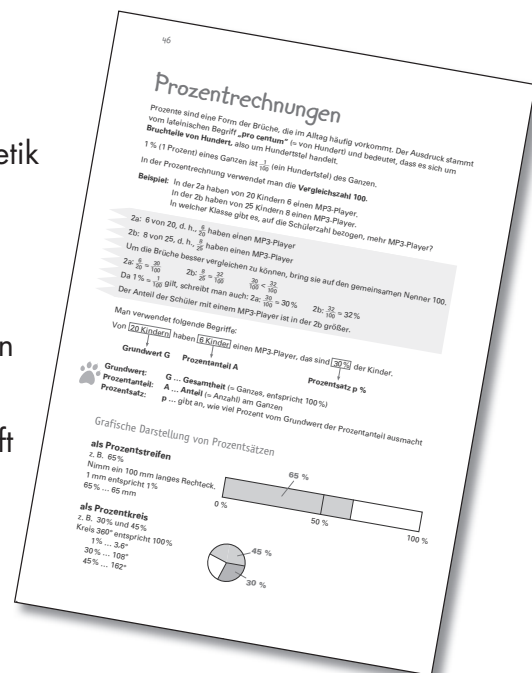 etik
n
ft
46
Prozentrechnungen
Prozente sind eine Form der Brüche, die im Alltag häufig vorkommt. Der Ausdruck stammt
vom lateinischen Begriff „pro centum“ (= von Hundert) und bedeutet, dass es sich um
Bruchteile von Hundert, also um Hundertstel handelt.
1 % (1 Prozent) eines Ganzen ist 1/100 (ein Hundertstel) des Ganzen.
In der Prozentrechnung verwendet man die Vergleichszahl 100.
Beispiel: In der 2a haben von 20 Kindern 6 einen MP3-Player.
In der 2b haben von 25 Kindern 8 einen MP3-Player.
In welcher Klasse gibt es, auf die Schülerzahl bezogen, mehr MP3-Player?
2a: 6 von 20, d. h., 6/20 haben einen MP3-Player
2b: 8 von 25, d. h., 8/25 haben einen MP3-Player
Um die Brüche besser vergleichen zu können, bring sie auf den gemeinsamen Nenner 100.
2a: 6/20 = 30/100 2b: 8/25 = 32/100 30/100 < 32/100
Da 1 % = 1/100 gilt, schreibt man auch: 2a: 30/100 = 30 % 2b: 32/100 = 32 %
Der Anteil der Schüler mit einem MP3-Player ist in der 2b größer.
Man verwendet folgende Begriffe:
Von 20 Kindern haben 6 Kinder einen MP3-Player, das sind 30 % der Kinder.
Grundwert G Prozentanteil A Prozentsatz p %
Grundwert: G ... Gesamtheit (= Ganzes, entspricht 100 %)
Prozentanteil: A ... Anteil (= Anzahl) am Ganzen
Prozentsatz: p ... gibt an, wie viel Prozent vom Grundwert der Prozentanteil ausmacht
Grafische Darstellung von Prozentsätzen
als Prozentstreifen
z. B. 65%
Nimm ein 100 mm langes Rechteck.
1 mm entspricht 1%
65% ... 65 mm
65 %
0 % 50 % 100 %
als Prozentkreis
z. B. 30% und 45%
Kreis 360° entspricht 100%
1% ... 3,6°
30% ... 108°
45% ... 162°
45 %
30 %